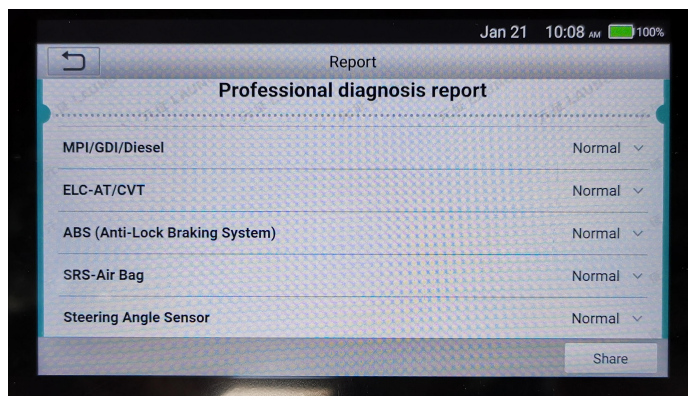 Jan 21 10:08 AM 100%
Report
Professional diagnosis report
MPI/GDI/Diesel Normal
ELC-AT/CVT Normal
ABS (Anti-Lock Braking System) Normal
SRS-Air Bag Normal
Steering Angle Sensor Normal
Share